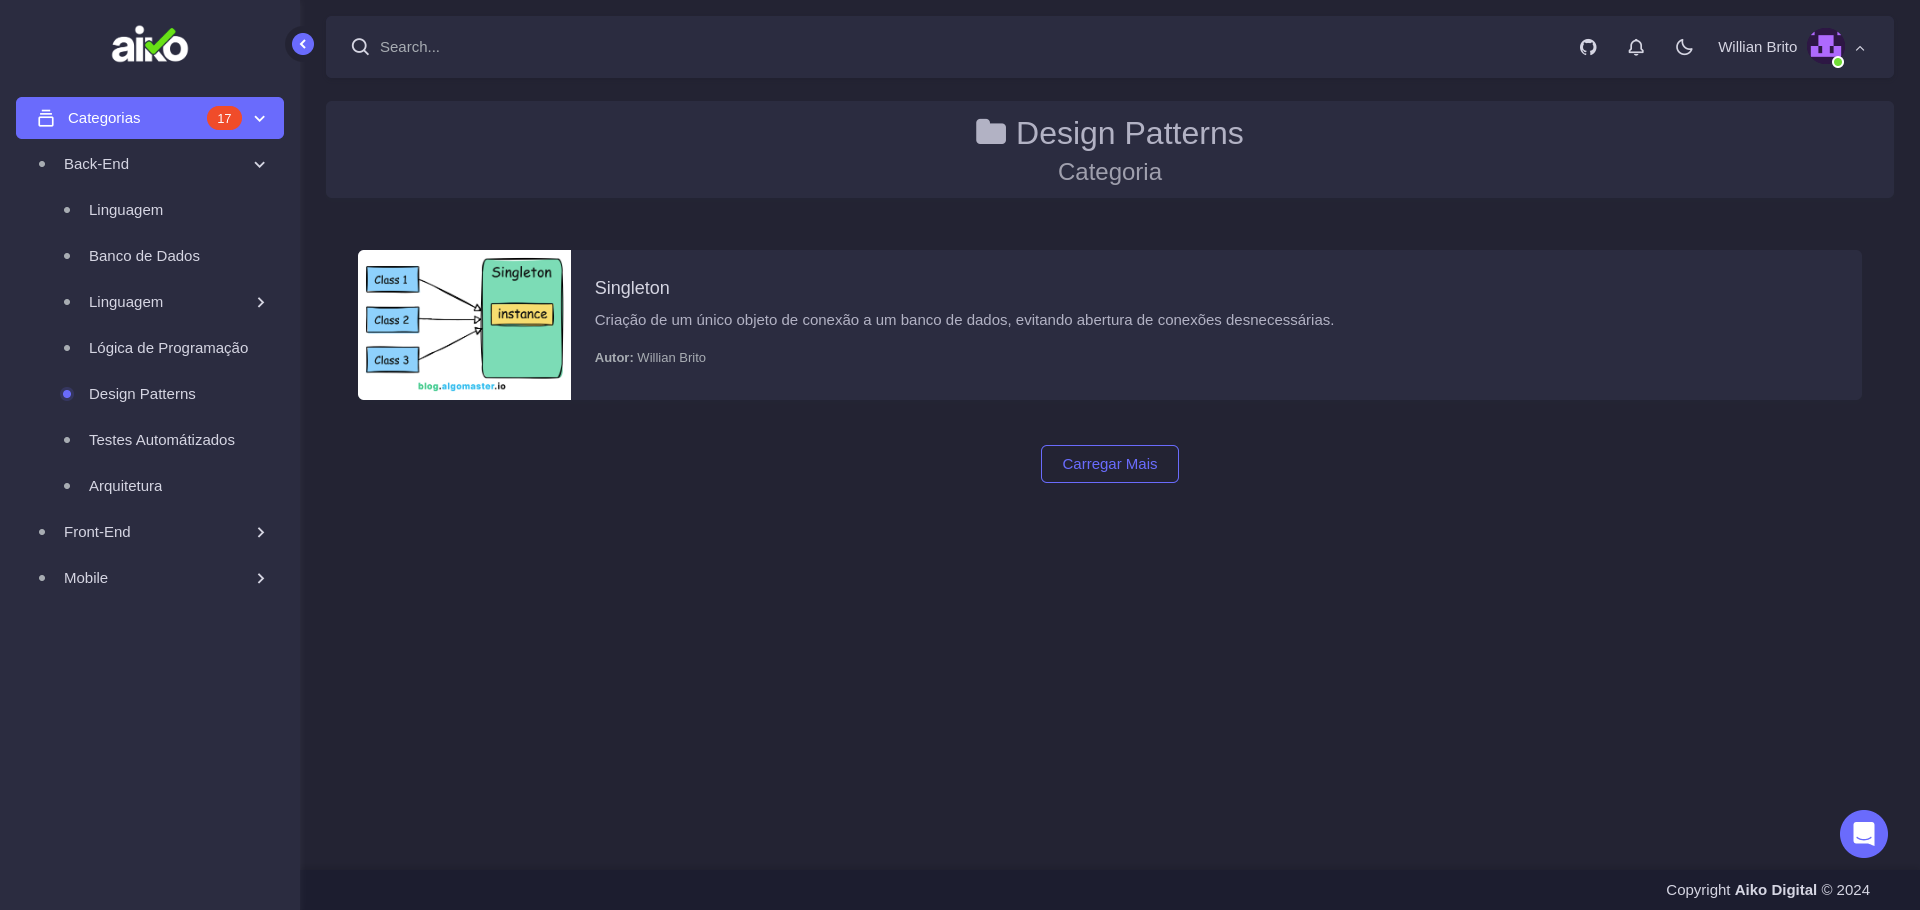 aiko
Search...
Willian Brito
Categorias
17
Back-End
Linguagem
Banco de Dados
Linguagem
Lógica de Programação
Design Patterns
Testes Automátizados
Arquitetura
Front-End
Mobile
Design Patterns
Categoria
Class 1
Class 2
Class 3
Singleton
instance
blog.algomaster.io
Singleton
Criação de um único objeto de conexão a um banco de dados, evitando abertura de conexões desnecessárias.
Autor: Willian Brito
Carregar Mais
Copyright Aiko Digital © 2024